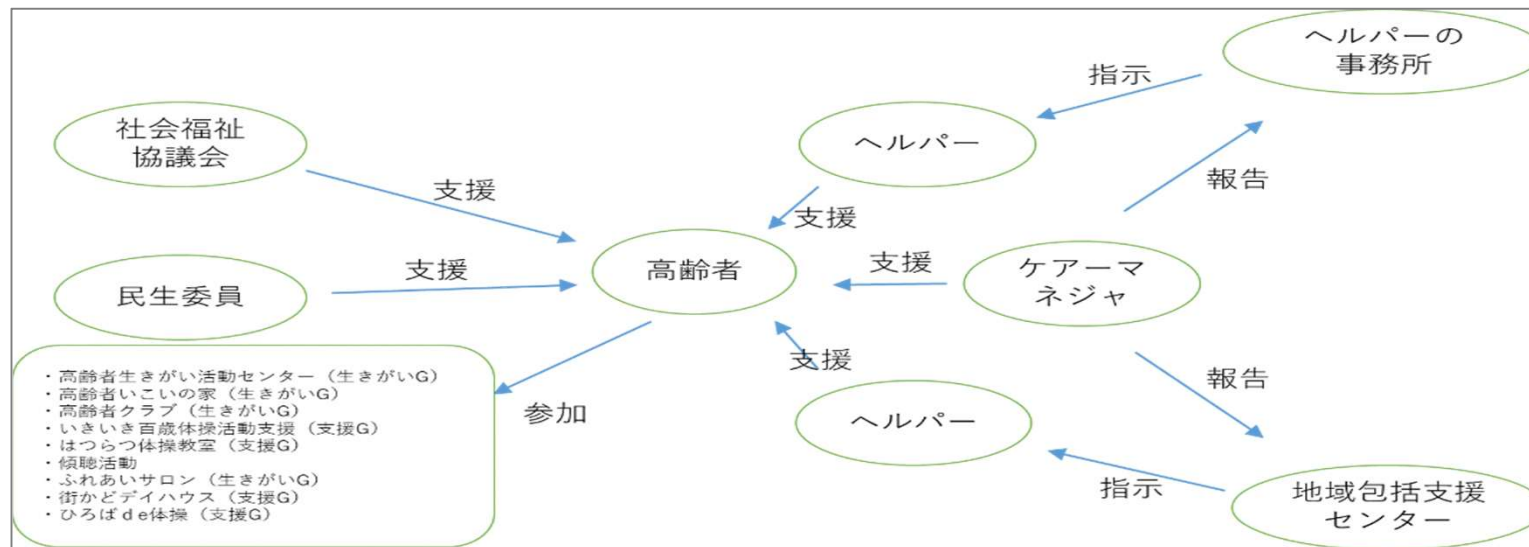 ヘルパーの
事務所
指示
社会福祉
協議会
ヘルパー
報告
支援
支援
高齢者
支援
ケアーマ
ネジャ
支援
民生委員
支援
報告
・高齢者生きがい活動センター（生きがいG）
・高齢者いこいの家（生きがいG）
・高齢者クラブ（生きがいG）
・いきいき百歳体操活動支援（支援G）
・はつらつ体操教室（支援G）
・傾聴活動
・ふれあいサロン（生きがいG）
・街かどデイハウス（支援G）
・ひろばｄｅ体操（支援G）
参加
ヘルパー
指示
地域包括支援
センター